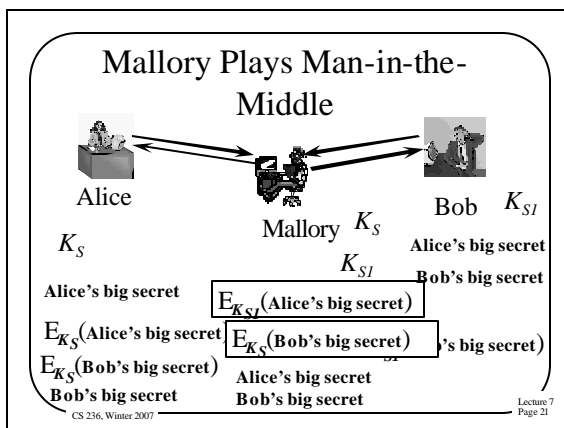 Mallory Plays Man-in-the-
Middle
Alice
Mallory
Bob
K_S
K_S
K_S1
K_S1
Alice's big secret
Bob's big secret
Alice's big secret
E_KS1(Alice's big secret)
E_KS(Alice's big secret
E_KS(Bob's big secret)
's big secret)
E_KS(Bob's big secret)
Alice's big secret
Bob's big secret
Bob's big secret
CS 236, Winter 2007
Lecture 7
Page 21